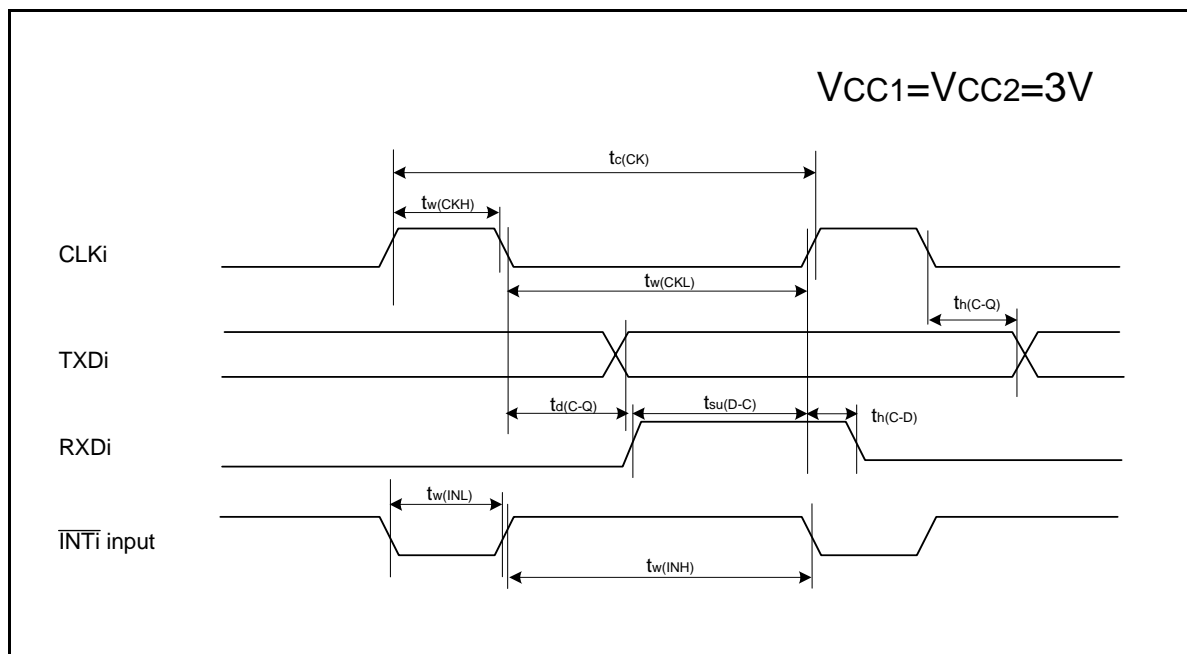 VCC1=VCC2=3V
tc(CK)
tw(CKH)
CLKi
tw(CKL)
th(C-Q)
TXDi
td(C-Q)
tsu(D-C)
th(C-D)
RXDi
tw(INL)
INTi input
tw(INH)